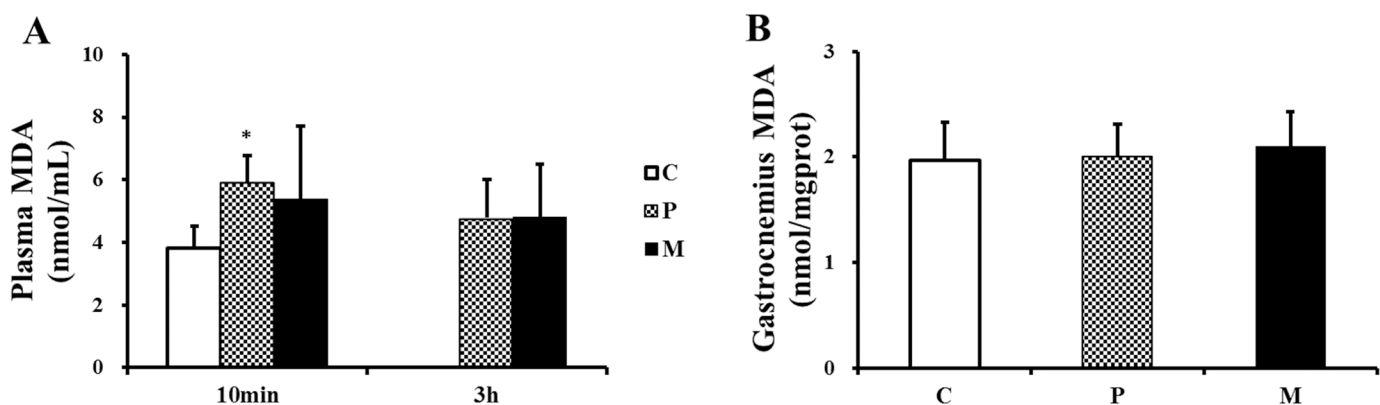 A
Plasma MDA
(nmol/mL)
10
8
6
4
2
0
*
10min
3h
C
P
M
B
Gastrocnenius MDA
(nmol/mgprot)
3
2
1
0
C
P
M